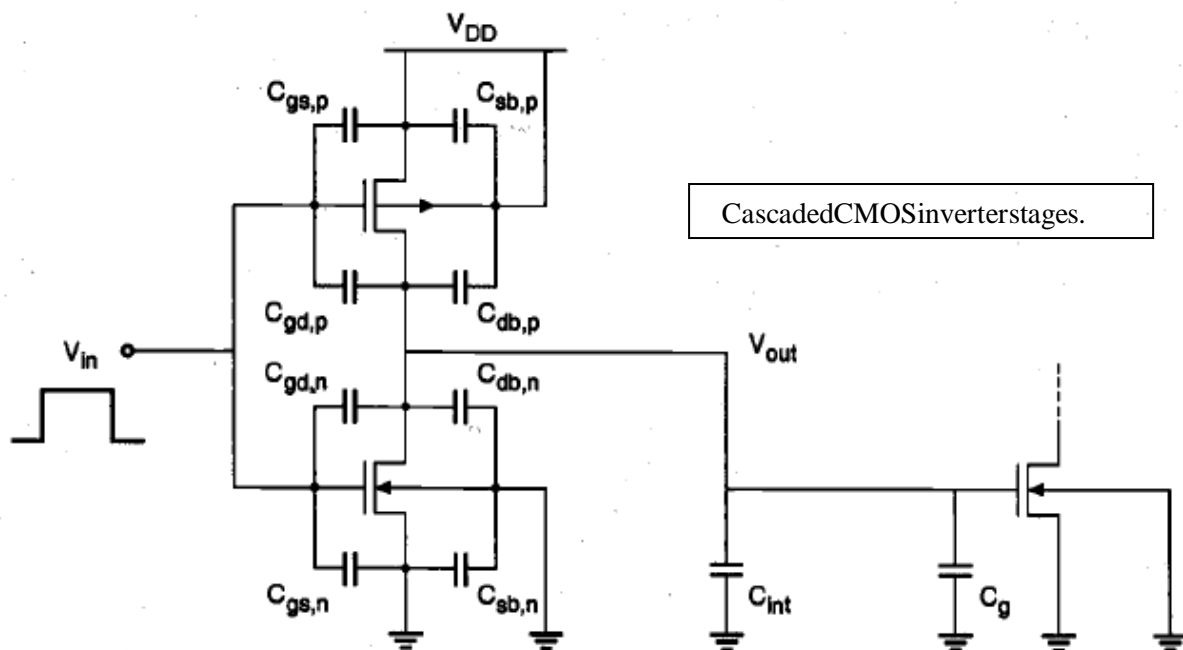 V_DD
C_gs,p
C_sb,p
CascadedCMOSinverterstages.
C_gd,p
C_db,p
V_in
V_out
C_gd,n
C_db,n
C_gs,n
C_sb,n
C_int
C_g